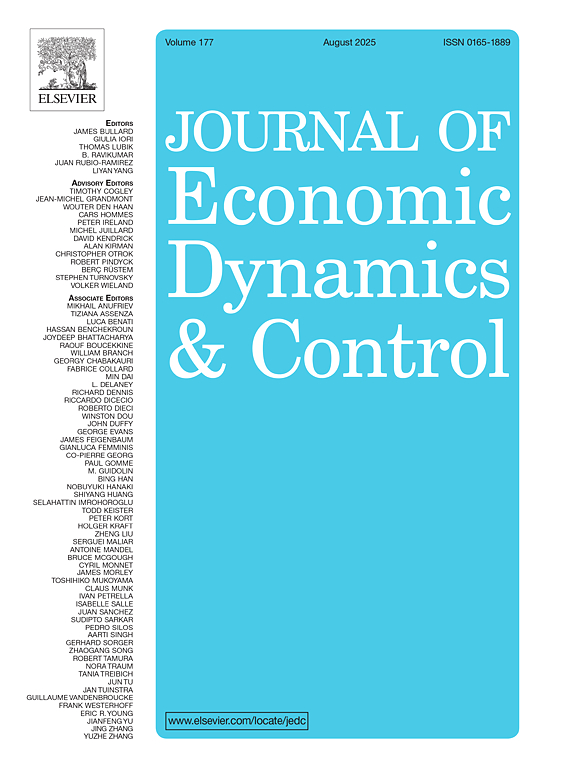 Volume 177
August 2025
ISSN 0165-1889
ELSEVIER
JOURNAL OF
Economic
Dynamics
& Control
EDITORS
JAMES BULLARD
GIULIA IORI
THOMAS LUBIK
B. RAVIKUMAR
JUAN RUBIO-RAMIREZ
LIYAN YANG
ADVISORY EDITORS
TIMOTHY COGLEY
JEAN-MICHEL GRANDMONT
WOUTER DEN HAAN
CARS HOMMES
PETER IRELAND
MICHEL JUILLARD
DAVID KENDRICK
ALAN KIRMAN
CHRISTOPHER OTROK
ROBERT PINDYCK
BERÇ RÜSTEM
STEPHEN TURNOVSKY
VOLKER WIELAND
ASSOCIATE EDITORS
MIKHAIL ANUFRIEV
TIZIANA ASSENZA
LUCA BENATI
HASSAN BENCHEKROUN
JOYDEEP BHATTACHARYA
RAOUF BOUCEKKINE
WILLIAM BRANCH
GEORGY CHABAKAURI
FABRICE COLLARD
MIN DAI
L. DELANEY
RICHARD DENNIS
RICCARDO DICECIO
ROBERTO DIECI
WINSTON DOU
JOHN DUFFY
GEORGE EVANS
JAMES FEIGENBAUM
GIANLUCA FEMMINIS
CO-PIERRE GEORG
PAUL GOMME
M. GUIDOLIN
BING HAN
NOBUYUKI HANAKI
SHIYANG HUANG
SELAHATTIN IMROHOROGLU
TODD KEISTER
PETER KORT
HOLGER KRAFT
ZHENG LIU
SERGUEI MALIAR
ANTOINE MANDEL
BRUCE MCGOUGH
CYRIL MONNET
JAMES MORLEY
TOSHIHIKO MUKOYAMA
CLAUS MUNK
IVAN PETRELLA
ISABELLE SALLE
JUAN SANCHEZ
SUDIPTO SARKAR
PEDRO SILOS
AARTI SINGH
GERHARD SORGER
ZHAOGANG SONG
ROBERT TAMURA
NORA TRAUM
TANIA TREIBICH
JUN TU
JAN TUINSTRA
GUILLAUME VANDENBROUCKE
FRANK WESTERHOFF
ERIC R. YOUNG
JIANFENG YU
JING ZHANG
YUZHE ZHANG
www.elsevier.com/locate/jedc